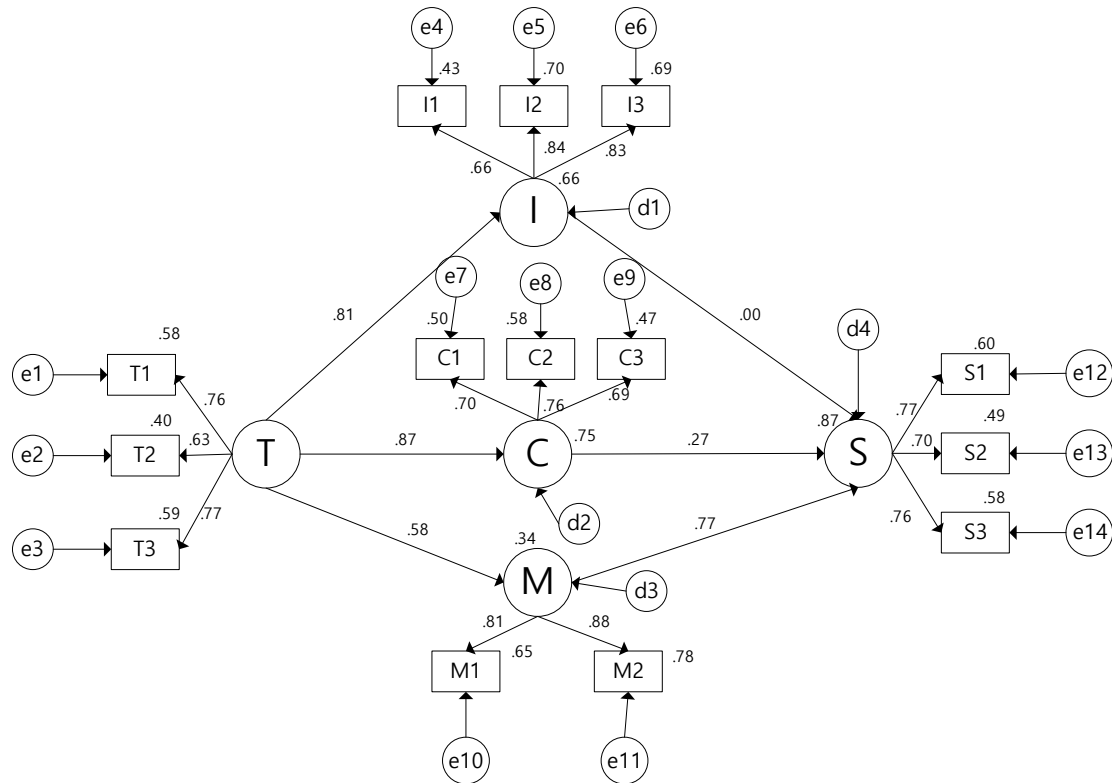 e4
e5
e6
.43
.70
.69
I1
I2
I3
.66
.84
.83
.66
I
d1
e7
e8
e9
.81
.50
.58
.47
.00
d4
C1
C2
C3
.58
.60
e1
T1
S1
e12
.76
.70
.76
.69
.77
.40
.87
.49
e2
T2
.63
T
.87
C
.75
.27
S
.70
S2
e13
.59
.77
.58
d2
.77
.76
.58
e3
T3
.34
S3
e14
M
d3
.81
.88
M1
.65
M2
.78
e10
e11